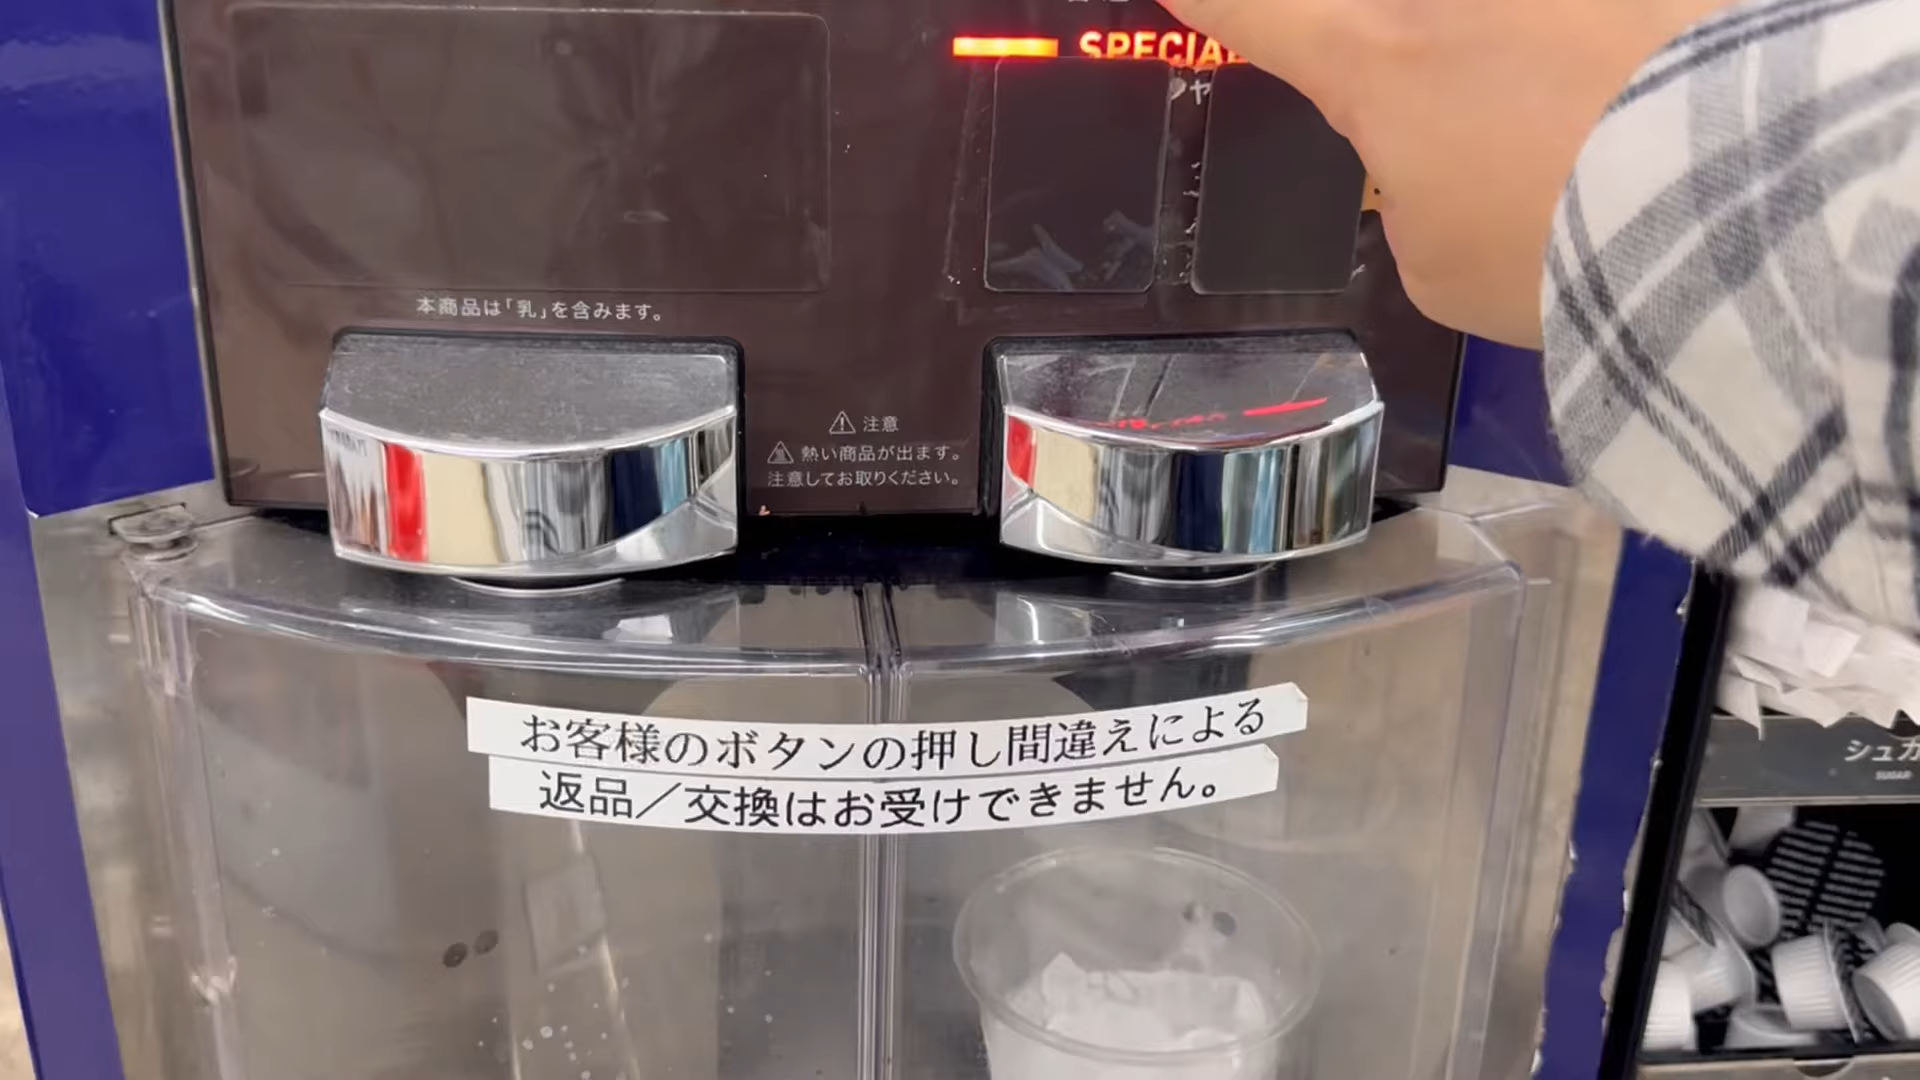 SPECIAL
本商品は「乳」を含みます。
注意
熱い商品が出ます。
注意してお取りください。
お客様のボタンの押し間違えによる
返品／交換はお受けできません。
シュガ
SUGAR